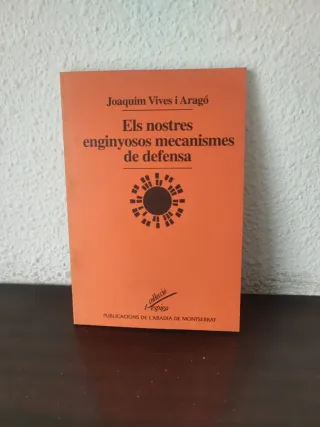 Joaquim Vives i Aragó
Els nostres
enginyosos mecanismes
de defensa
PUBLICACIONS DE L'ABADIA DE MONTSERRAT